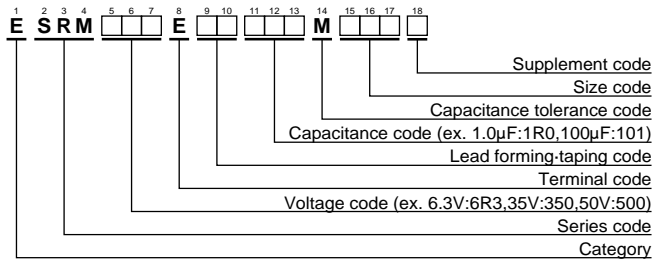 1 2 3 4 5 6 7 8 9 10 11 12 13 14 15 16 17 18
E S R M □ □ □ E □ □ □ □ □ M □ □ □ □
Supplement code
Size code
Capacitance tolerance code
Capacitance code (ex. 1.0µF:1R0,100µF:101)
Lead forming·taping code
Terminal code
Voltage code (ex. 6.3V:6R3,35V:350,50V:500)
Series code
Category